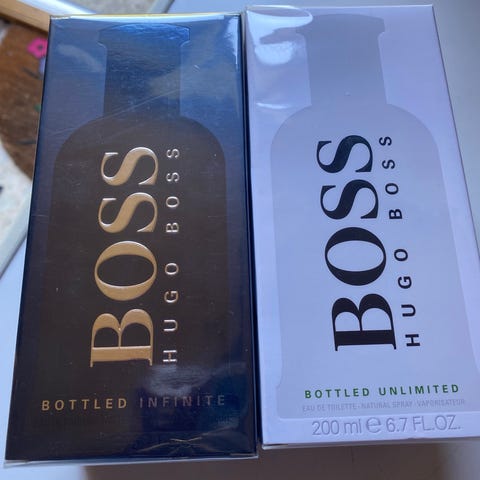 BOSS
HUGO BOSS
BOTTLED INFINITE
BOSS
HUGO BOSS
BOTTLED UNLIMITED
EAU DE TOILETTE · NATURAL SPRAY · VAPORISATEUR
200 ml e 6.7 FL.OZ.